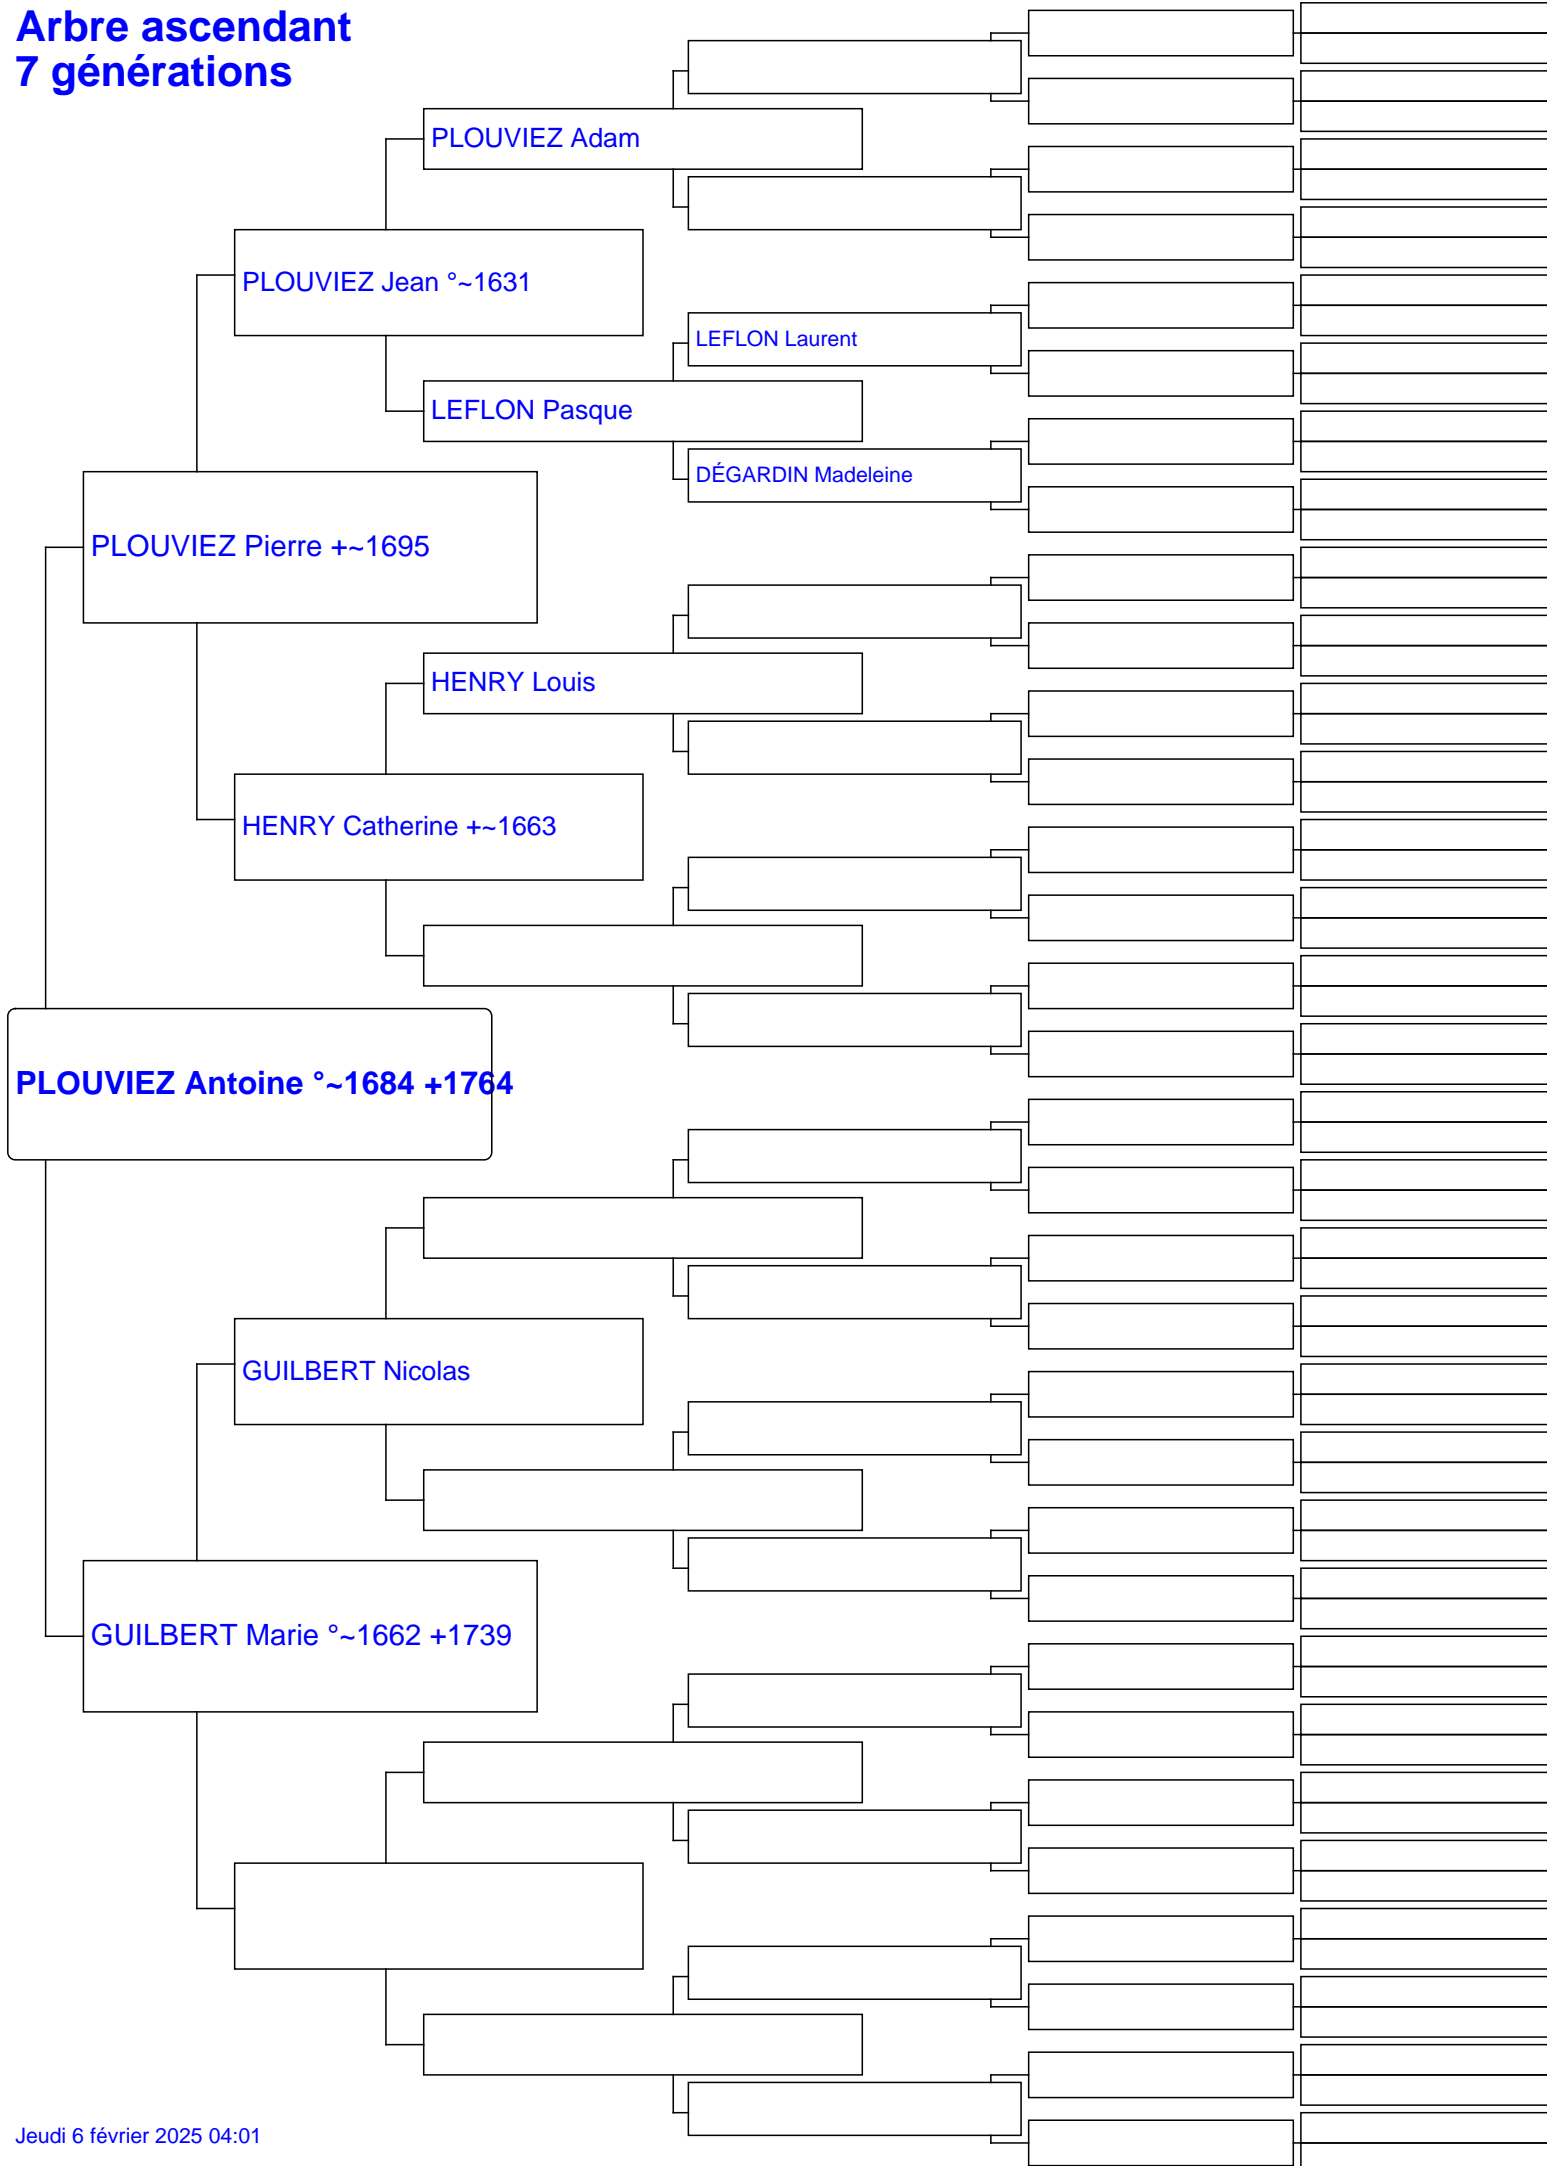 Arbre ascendant
7 générations
PLOUVIEZ Adam
PLOUVIEZ Jean °~1631
LEFLON Laurent
LEFLON Pasque
DÉGARDIN Madeleine
PLOUVIEZ Pierre +~1695
HENRY Louis
HENRY Catherine +~1663
PLOUVIEZ Antoine °~1684 +1764
GUILBERT Nicolas
GUILBERT Marie °~1662 +1739
Jeudi 6 février 2025 04:01